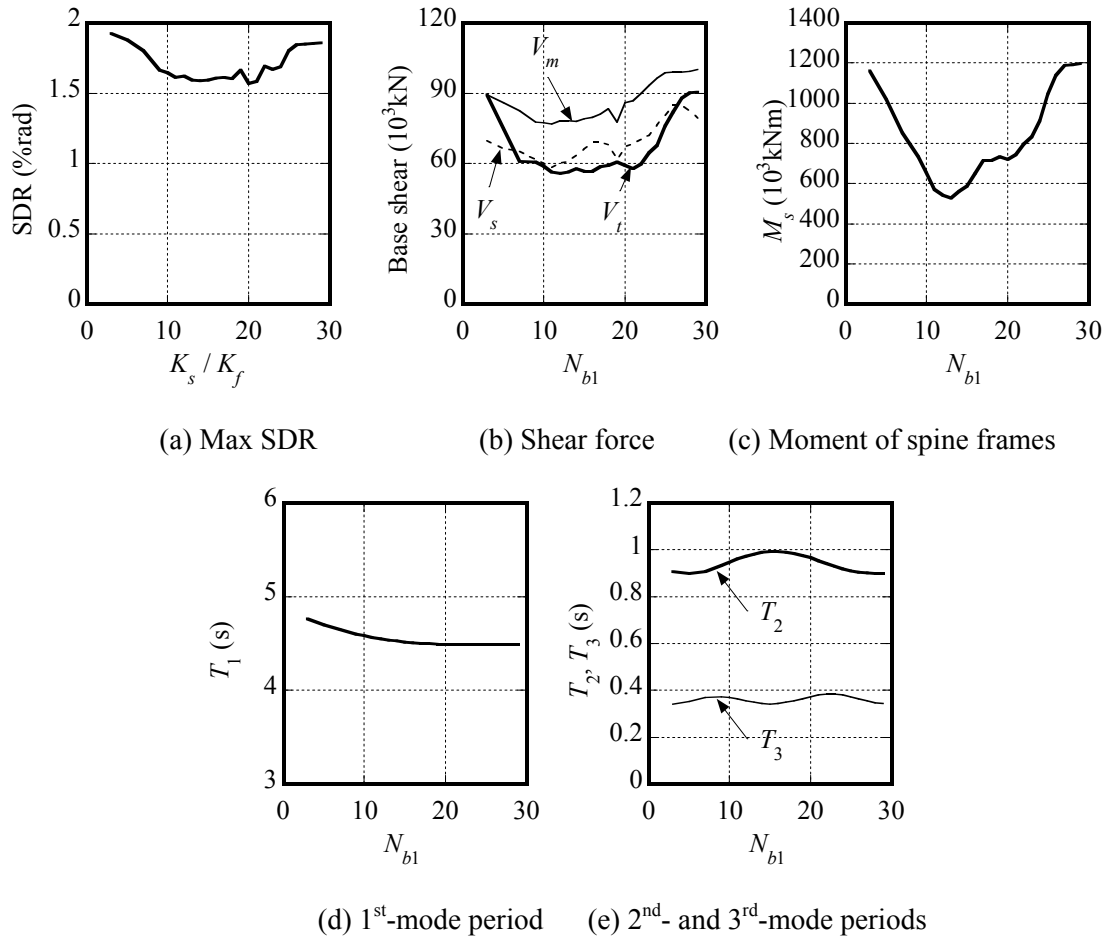 SDR (%rad)
2
1.5
1
0.5
0
0 10 20 30
K_s / K_f
(a) Max SDR
Base shear (10³kN)
120
90
60
30
0
V_m
V_s
V_t
0 10 20 30
N_b1
(b) Shear force
M_s (10³kNm)
1400
1200
1000
800
600
400
200
0
0 10 20 30
N_b1
(c) Moment of spine frames
T_1 (s)
6
5
4
3
0 10 20 30
N_b1
(d) 1ˢᵗ-mode period
T_2, T_3 (s)
1.2
1
0.8
0.6
0.4
0.2
0
T_2
T_3
0 10 20 30
N_b1
(e) 2ⁿᵈ- and 3ʳᵈ-mode periods